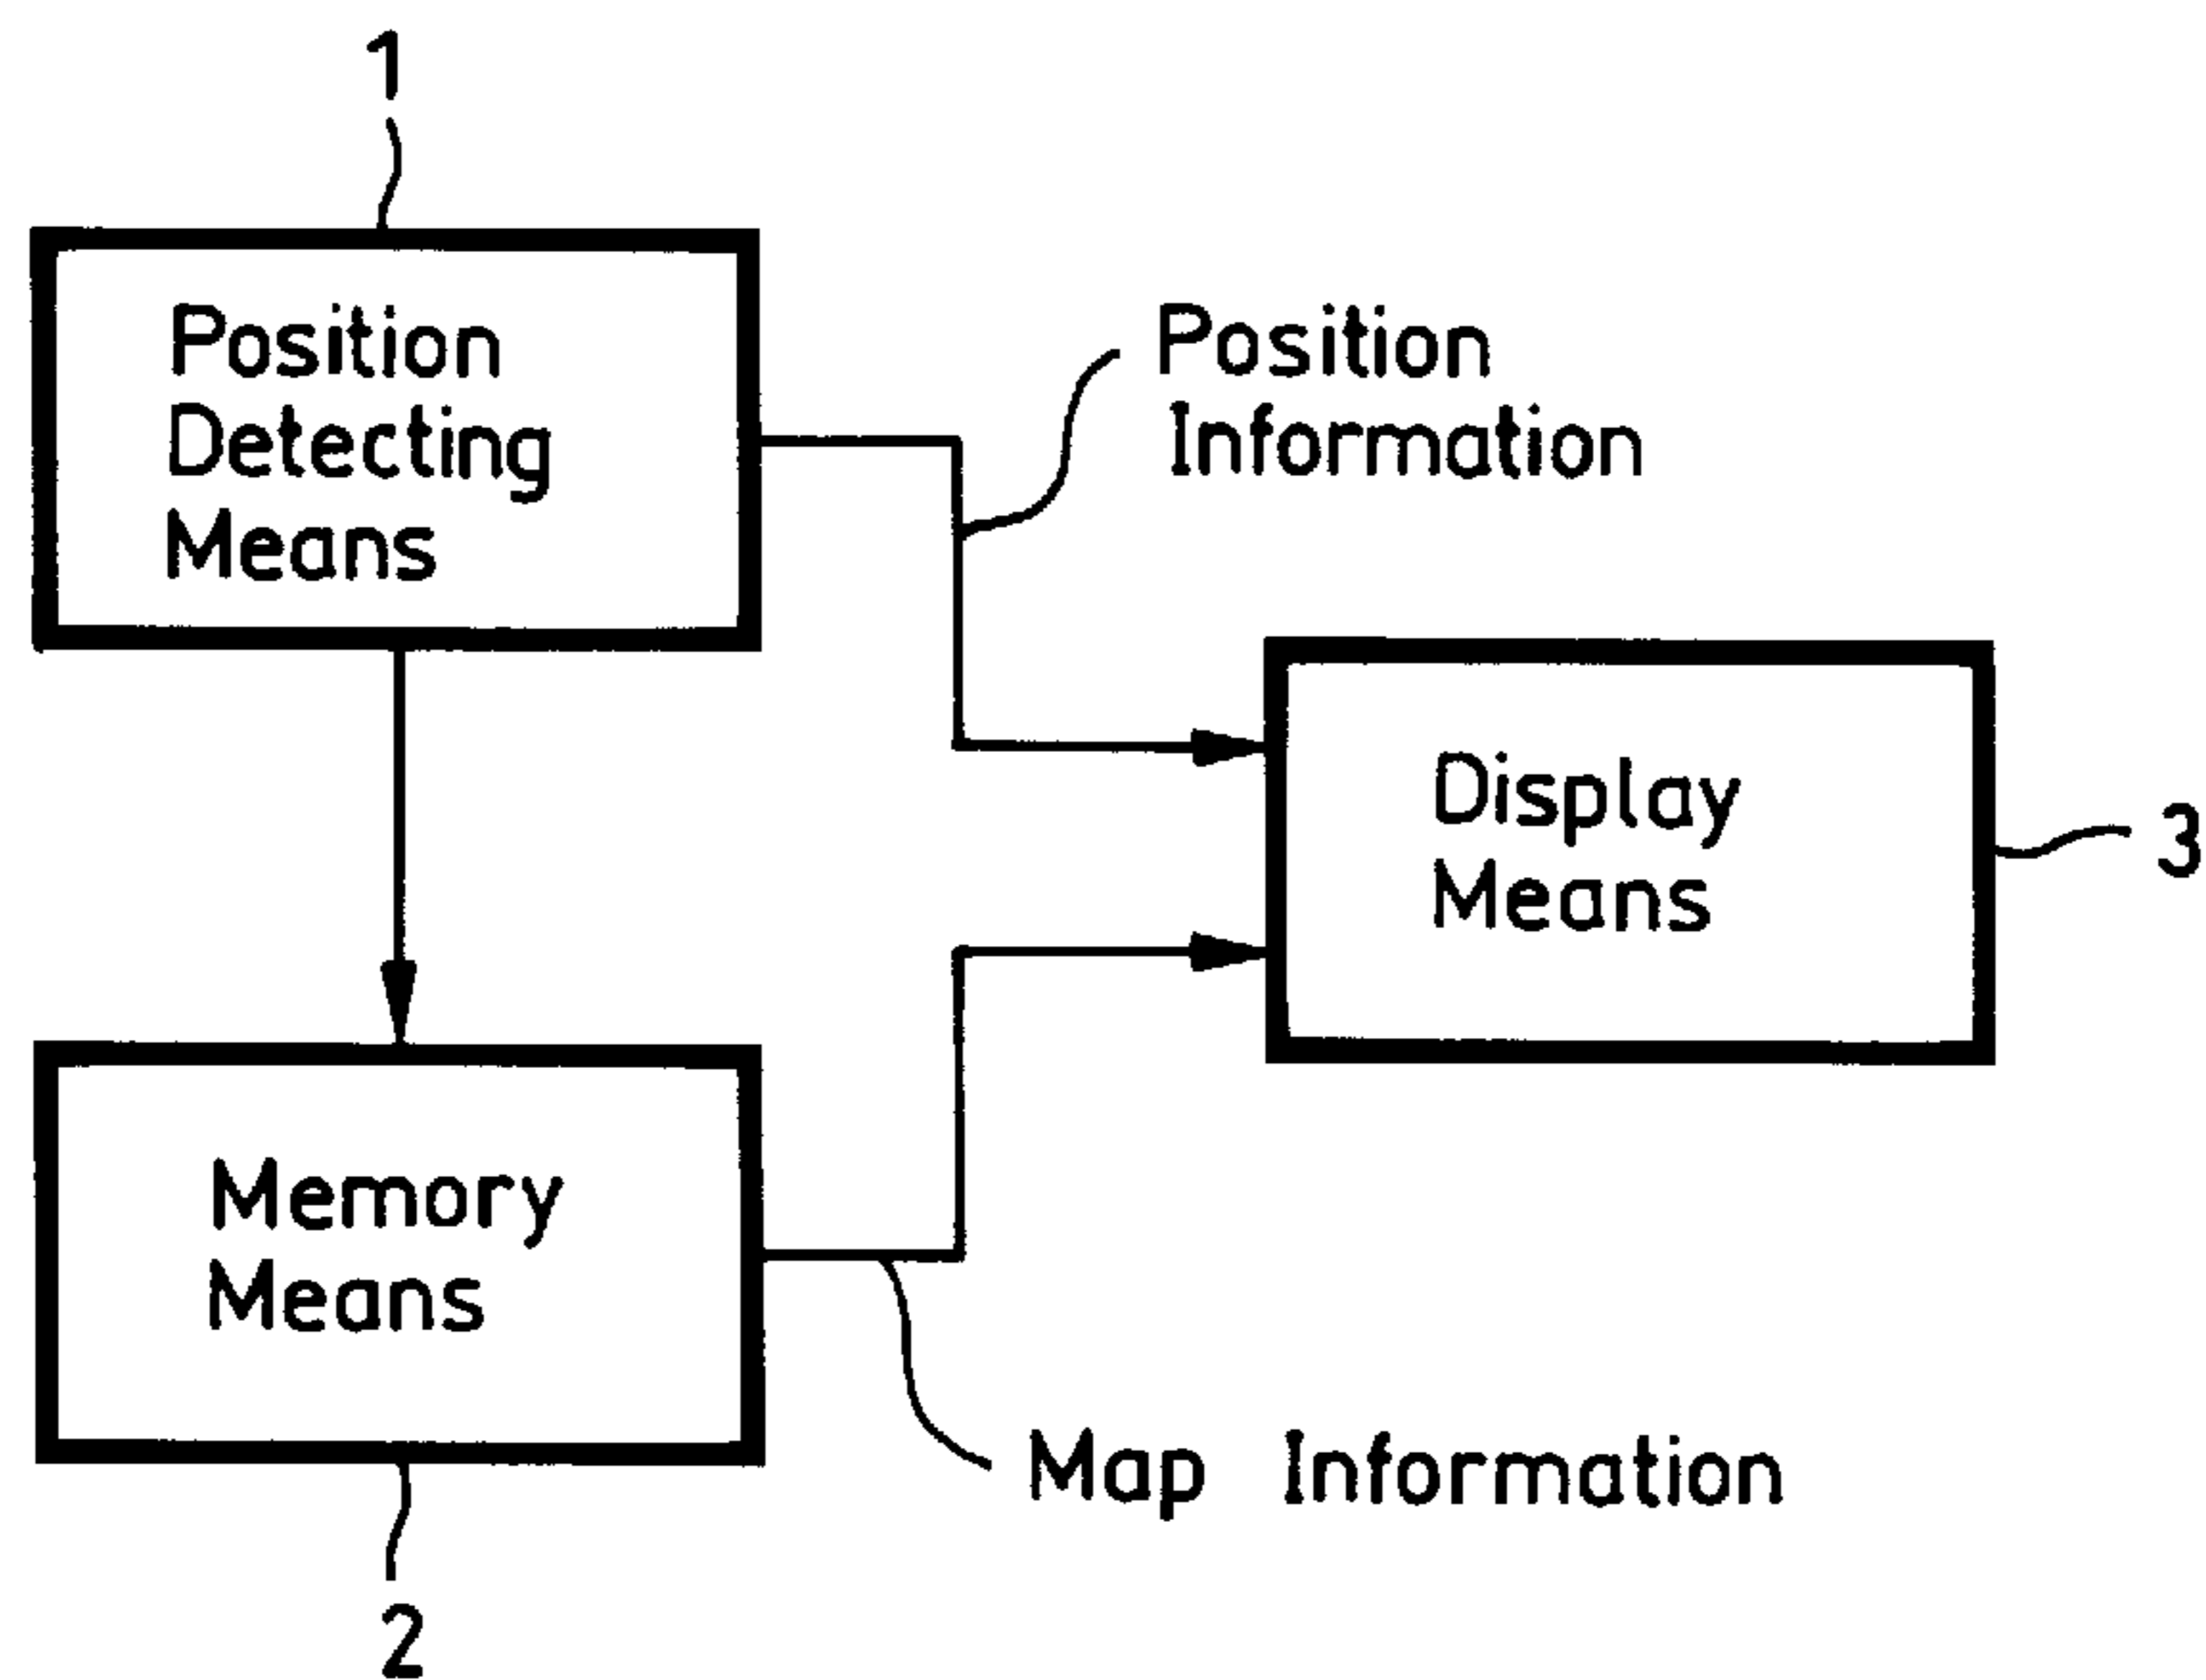 1
Position
Detecting
Means
Position
Information
Display
Means
3
Memory
Means
Map Information
2